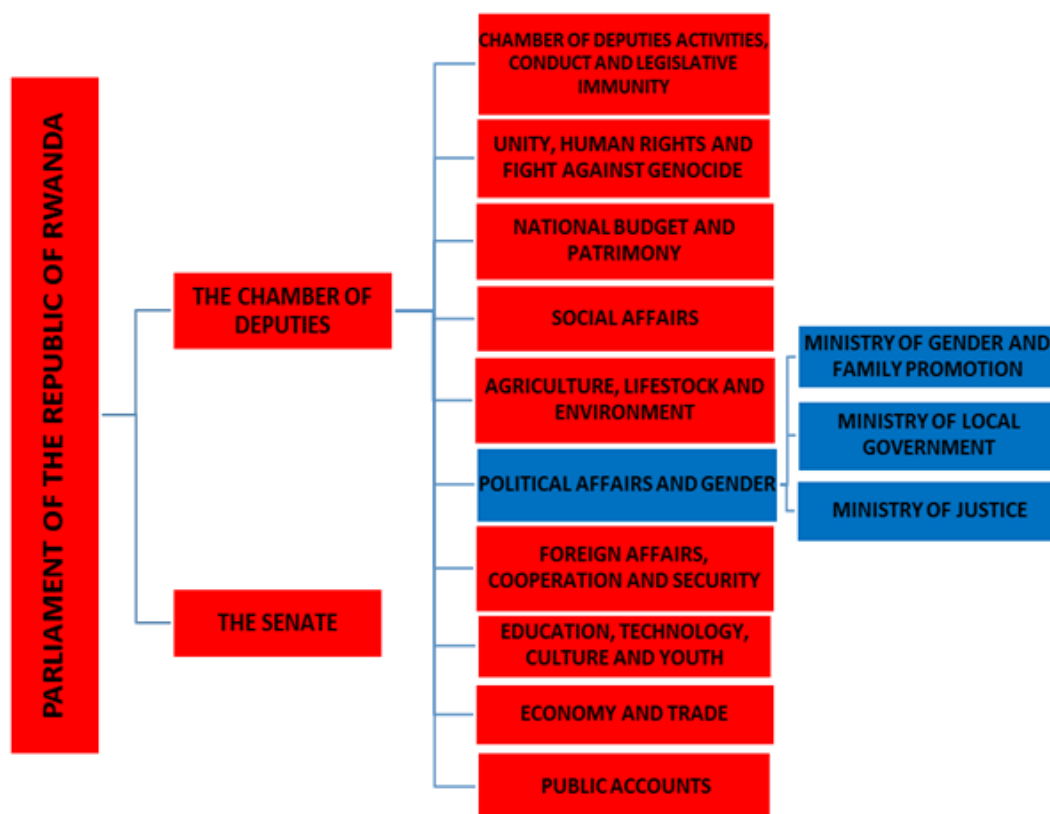 PARLIAMENT OF THE REPUBLIC OF RWANDA
THE CHAMBER OF
DEPUTIES
THE SENATE
CHAMBER OF DEPUTIES ACTIVITIES,
CONDUCT AND LEGISLATIVE
IMMUNITY
UNITY, HUMAN RIGHTS AND
FIGHT AGAINST GENOCIDE
NATIONAL BUDGET AND
PATRIMONY
SOCIAL AFFAIRS
AGRICULTURE, LIFESTOCK AND
ENVIRONMENT
POLITICAL AFFAIRS AND GENDER
FOREIGN AFFAIRS,
COOPERATION AND SECURITY
EDUCATION, TECHNOLOGY,
CULTURE AND YOUTH
ECONOMY AND TRADE
PUBLIC ACCOUNTS
MINISTRY OF GENDER AND
FAMILY PROMOTION
MINISTRY OF LOCAL
GOVERNMENT
MINISTRY OF JUSTICE